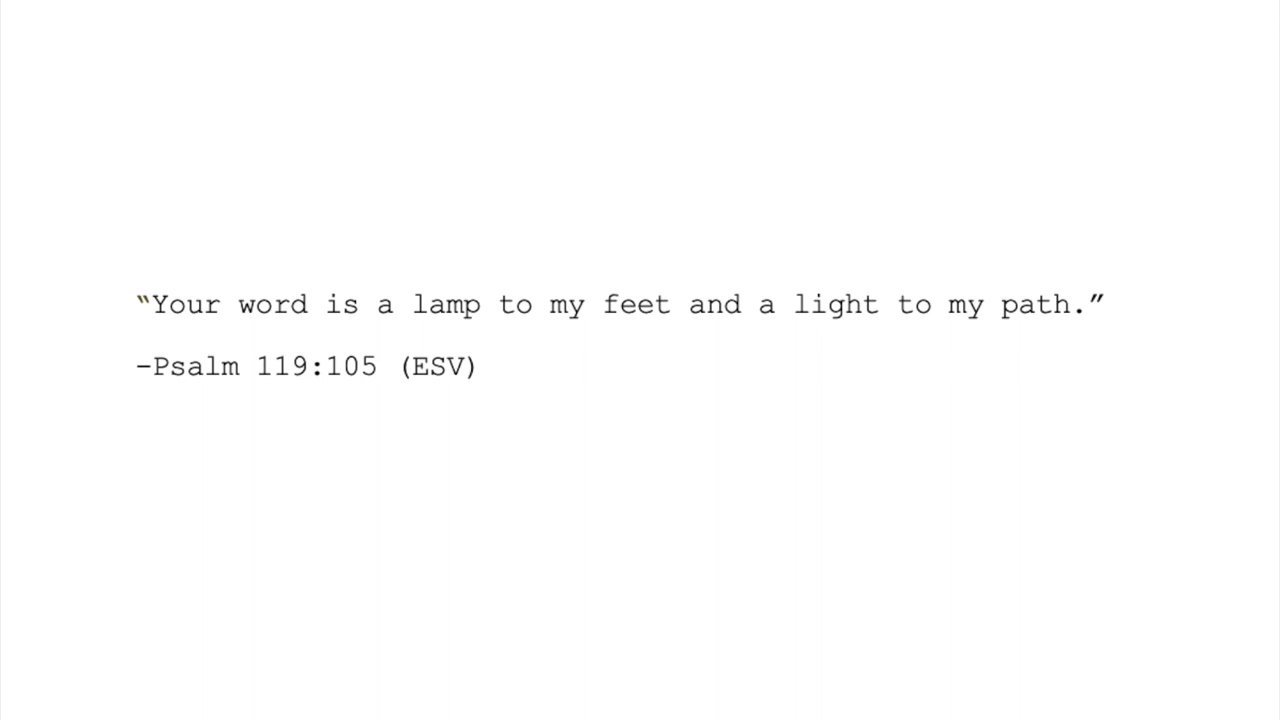 “Your word is a lamp to my feet and a light to my path.”
–Psalm 119:105 (ESV)